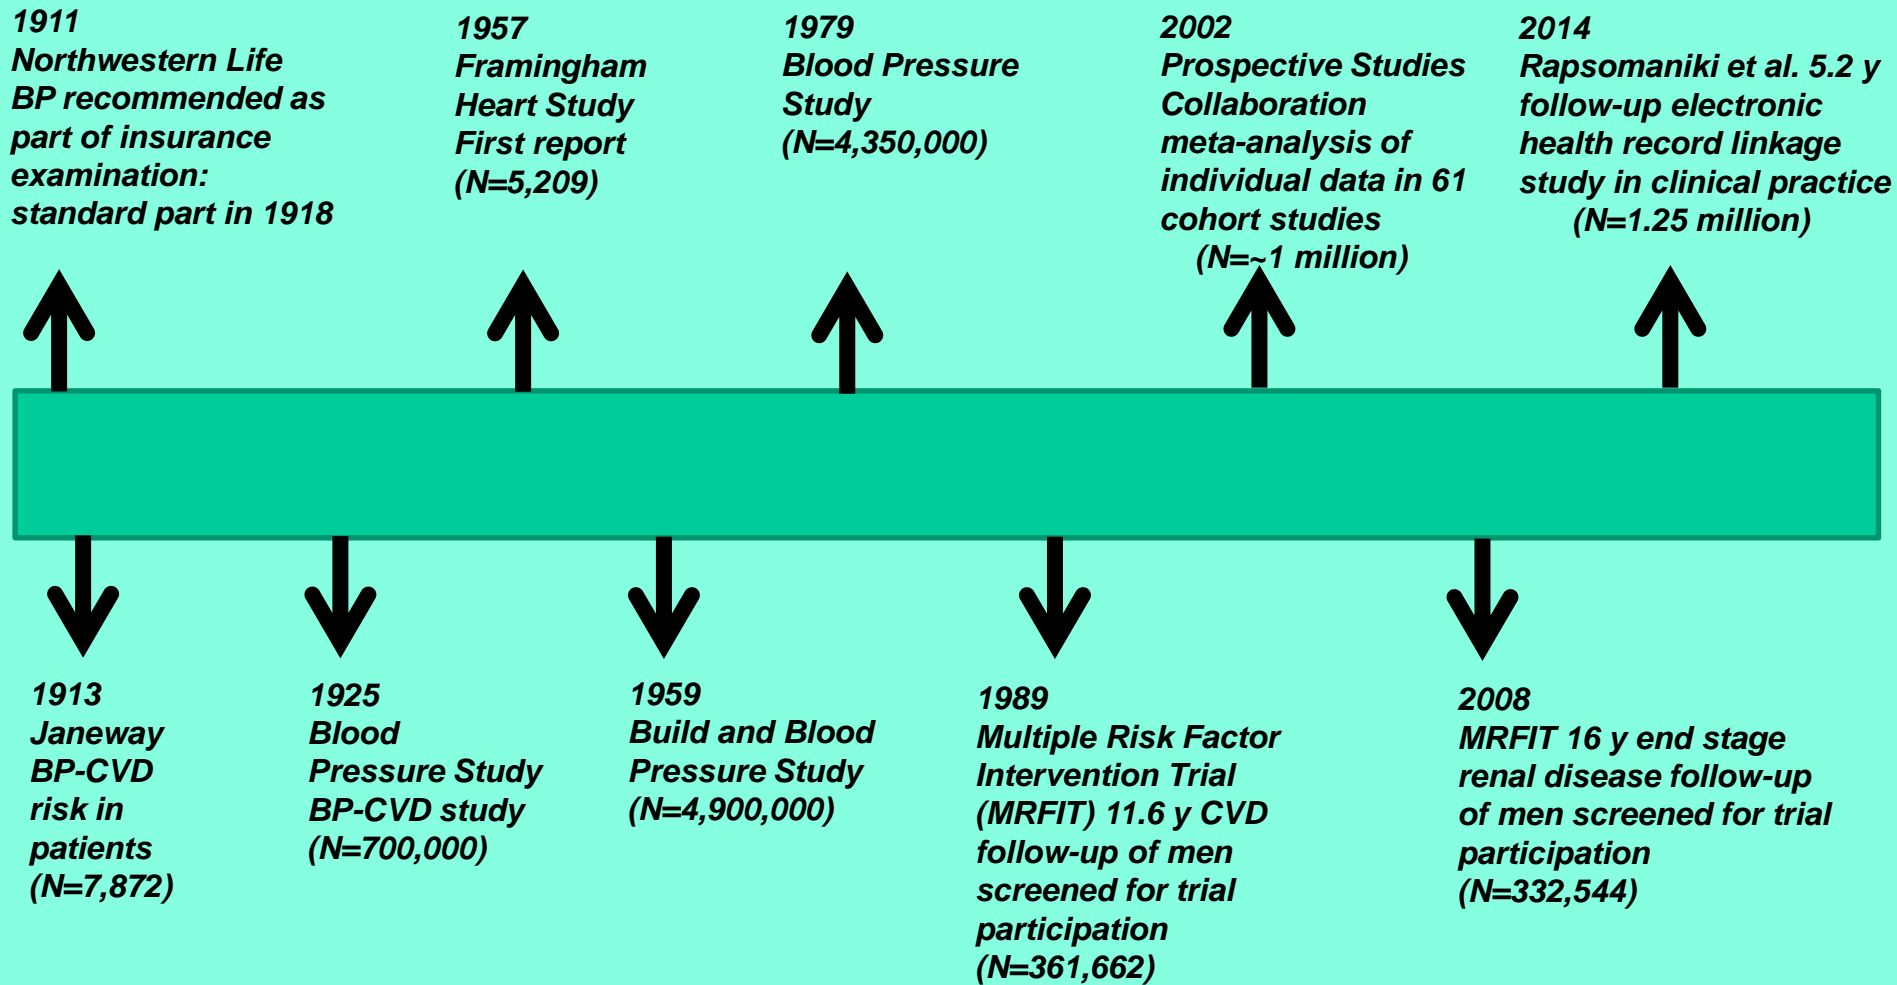 1911
Northwestern Life
BP recommended as
part of insurance
examination:
standard part in 1918
1957
Framingham
Heart Study
First report
(N=5,209)
1979
Blood Pressure
Study
(N=4,350,000)
2002
Prospective Studies
Collaboration
meta-analysis of
individual data in 61
cohort studies
(N=~1 million)
2014
Rapsomaniki et al. 5.2 y
follow-up electronic
health record linkage
study in clinical practice
(N=1.25 million)
1913
Janeway
BP-CVD
risk in
patients
(N=7,872)
1925
Blood
Pressure Study
BP-CVD study
(N=700,000)
1959
Build and Blood
Pressure Study
(N=4,900,000)
1989
Multiple Risk Factor
Intervention Trial
(MRFIT) 11.6 y CVD
follow-up of men
screened for trial
participation
(N=361,662)
2008
MRFIT 16 y end stage
renal disease follow-up
of men screened for trial
participation
(N=332,544)